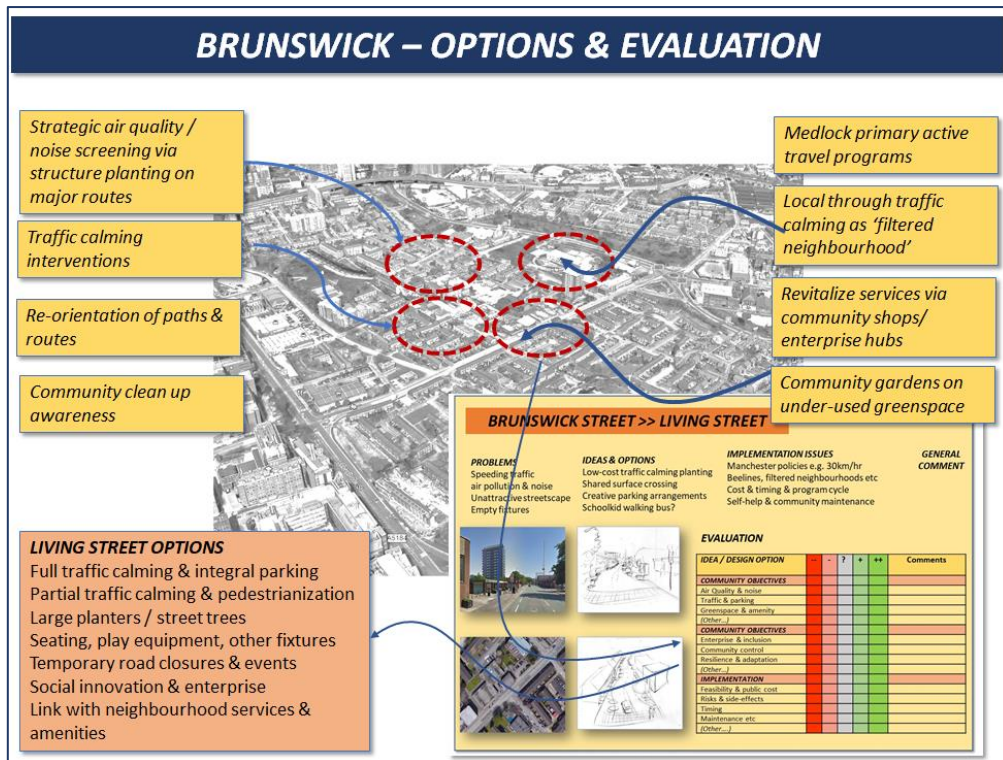 BRUNSWICK – OPTIONS & EVALUATION
Strategic air quality /
noise screening via
structure planting on
major routes
Traffic calming
interventions
Re-orientation of paths &
routes
Community clean up
awareness
Medlock primary active
travel programs
Local through traffic
calming as ‘filtered
neighbourhood’
Revitalize services via
community shops/
enterprise hubs
Community gardens on
under-used greenspace
A5184
LIVING STREET OPTIONS
Full traffic calming & integral parking
Partial traffic calming & pedestrianization
Large planters / street trees
Seating, play equipment, other fixtures
Temporary road closures & events
Social innovation & enterprise
Link with neighbourhood services &
amenities
BRUNSWICK STREET >> LIVING STREET
PROBLEMS
Speeding traffic
air pollution & noise
Unattractive streetscape
Empty fixtures
IDEAS & OPTIONS
Low-cost traffic calming planting
Shared surface crossing
Creative parking arrangements
Schoolkid walking bus?
IMPLEMENTATION ISSUES
Manchester policies e.g. 30km/hr
Beelines, filtered neighbourhoods etc
Cost & timing & program cycle
Self-help & community maintenance
GENERAL
COMMENT
EVALUATION
IDEA / DESIGN OPTION -- - ? + ++ Comments
COMMUNITY OBJECTIVES
Air Quality & noise
Traffic & parking
Greenspace & amenity
(Other...)
COMMUNITY OBJECTIVES
Enterprise & inclusion
Community control
Resilience & adaptation
(Other...)
IMPLEMENTATION
Feasibility & public cost
Risks & side-effects
Timing
Maintenance etc
(Other....)